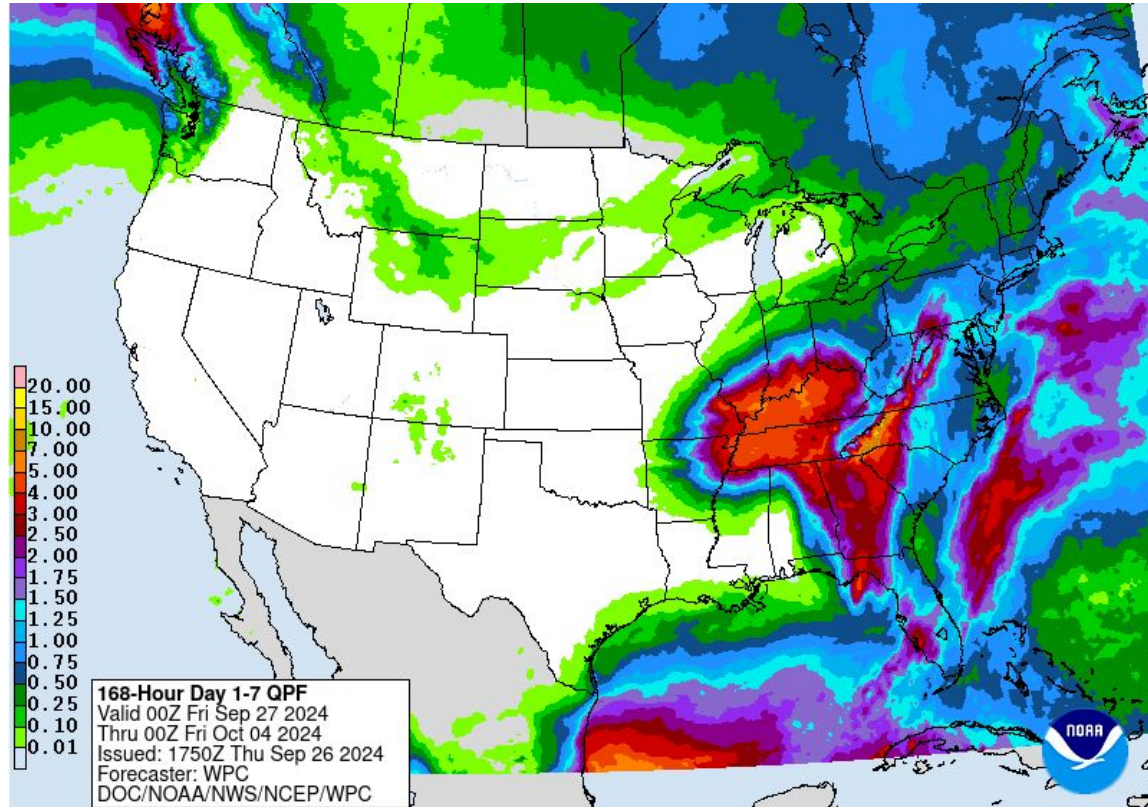 20.00
15.00
10.00
7.00
5.00
4.00
3.00
2.50
2.00
1.75
1.50
1.25
1.00
0.75
0.50
0.25
0.10
0.01
168-Hour Day 1-7 QPF
Valid 00Z Fri Sep 27 2024
Thru 00Z Fri Oct 04 2024
Issued: 1750Z Thu Sep 26 2024
Forecaster: WPC
DOC/NOAA/NWS/NCEP/WPC
NOAA